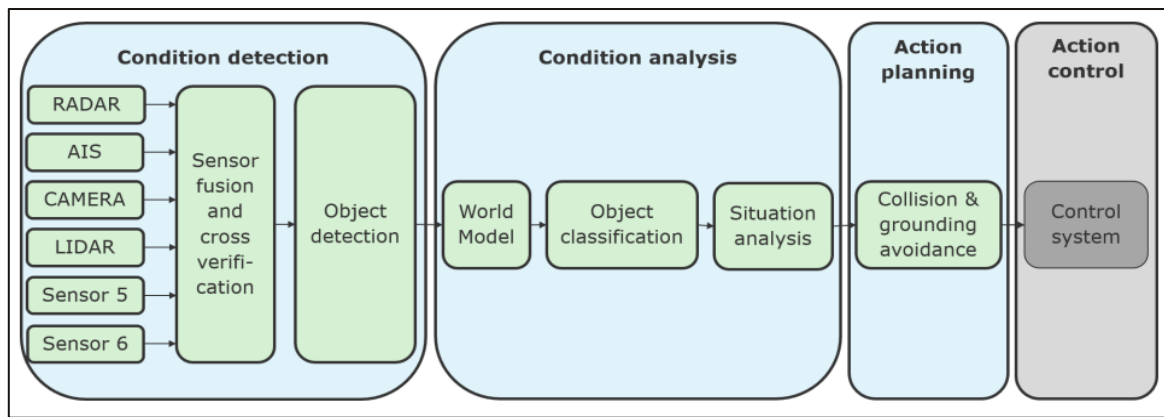 Condition detection
RADAR
AIS
CAMERA
LIDAR
Sensor 5
Sensor 6
Sensor
fusion
and
cross
verifi-
cation
Object
detection
Condition analysis
World
Model
Object
classification
Situation
analysis
Action
planning
Collision &
grounding
avoidance
Action
control
Control
system